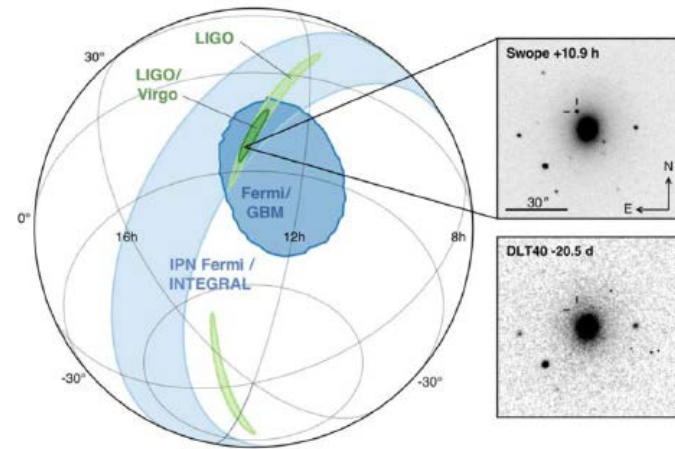 LIGO
LIGO/
Virgo
Fermi/
GBM
IPN Fermi /
INTEGRAL
30°
0°
-30°
-30°
16h
12h
8h
Swope +10.9 h
N
E
30"
DLT40 -20.5 d